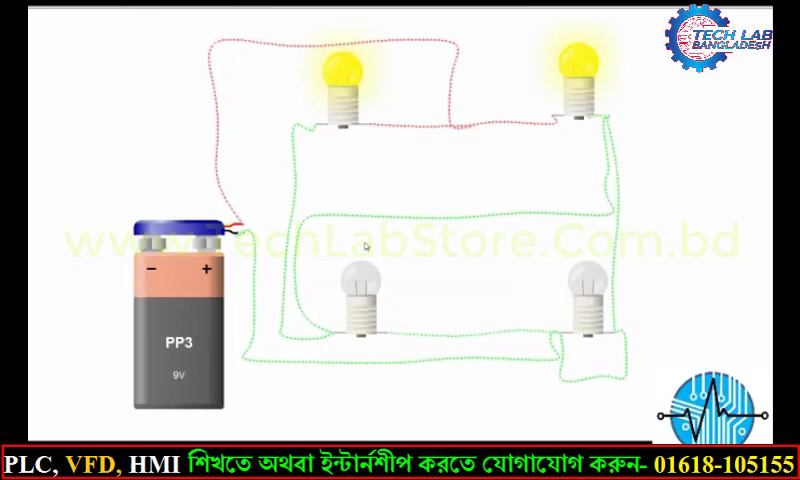 TECH LAB
BANGLADESH
www.TechLabStore.Com.bd
− +
PP3
9V
PLC, VFD, HMI শিখতে অথবা ইন্টার্নশীপ করতে যোগাযোগ করুন- 01618-105155